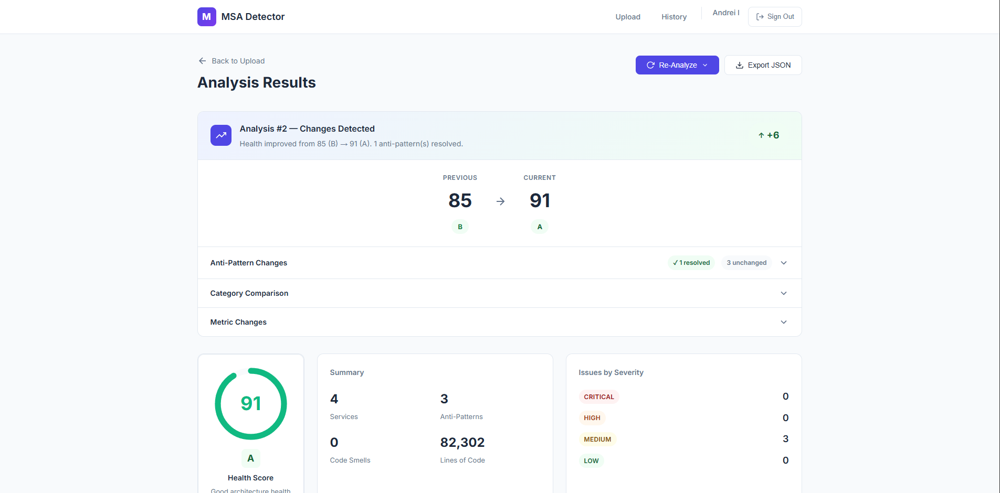 M MSA Detector
Upload
History
Andrei I
Sign Out
Back to Upload
Analysis Results
Re-Analyze
Export JSON
Analysis #2 — Changes Detected
Health improved from 85 (B) → 91 (A). 1 anti-pattern(s) resolved.
↑ +6
PREVIOUS
85
B
→
CURRENT
91
A
Anti-Pattern Changes
✓ 1 resolved
3 unchanged
Category Comparison
Metric Changes
91
A
Health Score
Good architecture health
Summary
4
Services
3
Anti-Patterns
0
Code Smells
82,302
Lines of Code
Issues by Severity
CRITICAL 0
HIGH 0
MEDIUM 3
LOW 0